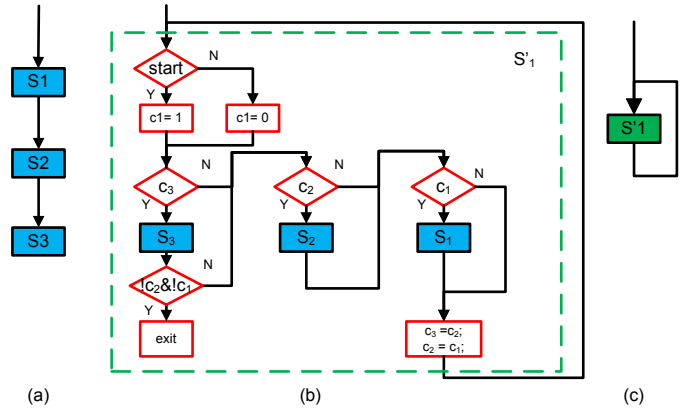 S1
S2
S3
(a)
S'₁
start
N
Y
c1= 1
c1= 0
c₃
N
Y
S₃
!c₂&!c₁
N
Y
exit
c₂
N
Y
S₂
c₁
N
Y
S₁
c₃ =c₂;
c₂ = c₁;
(b)
S'1
(c)